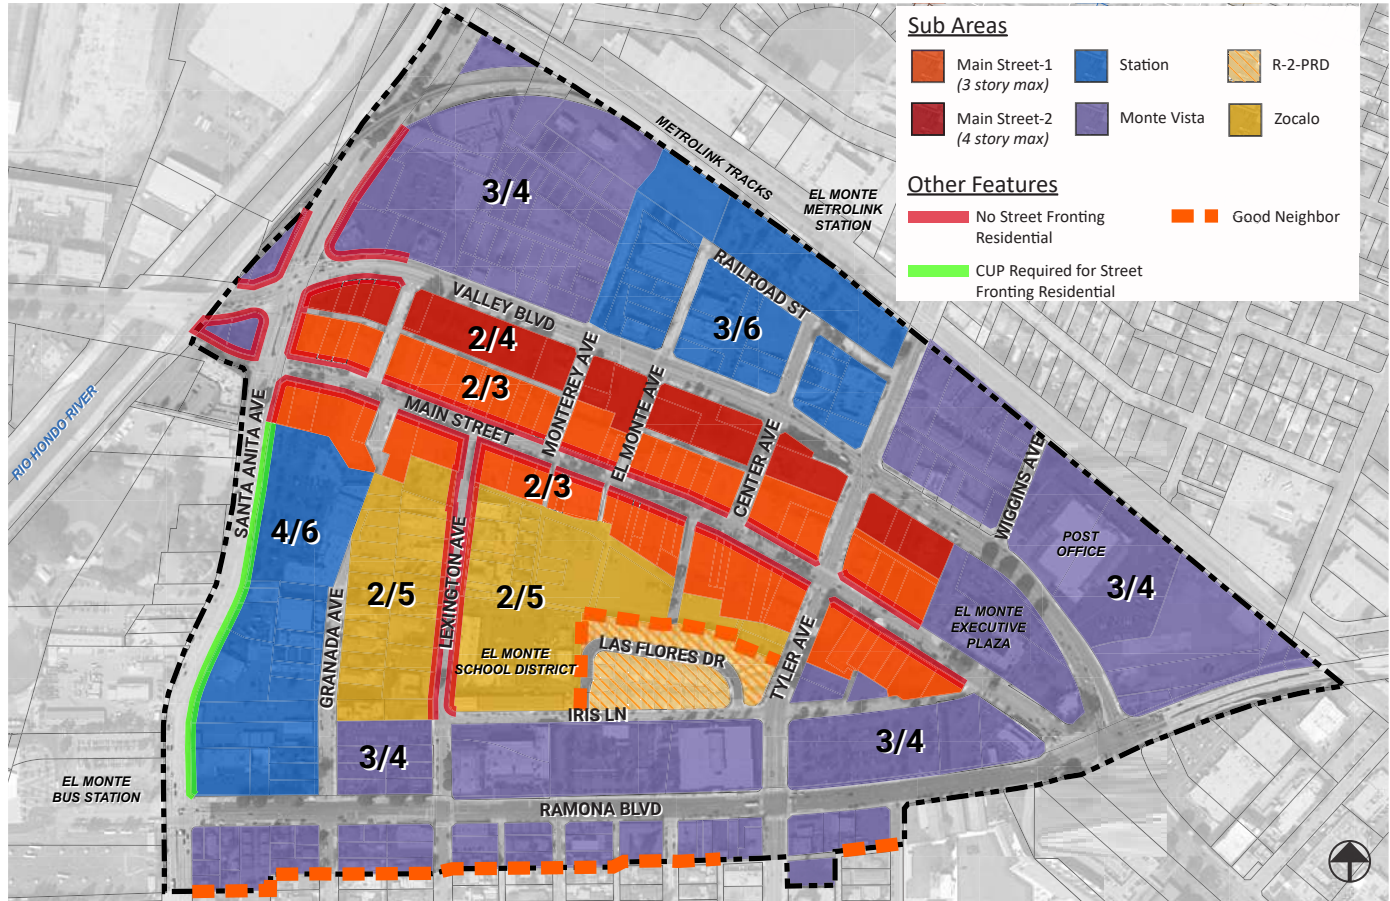 Sub Areas
Main Street-1
(3 story max)
Station
R-2-PRD
Main Street-2
(4 story max)
Monte Vista
Zocalo
Other Features
No Street Fronting
Residential
Good Neighbor
CUP Required for Street
Fronting Residential
METROLINK TRACKS
EL MONTE
METROLINK
STATION
3/4
RAILROAD ST
VALLEY BLVD
3/6
2/4
2/3
MONTEREY AVE
EL MONTE AVE
MAIN STREET
RIO HONDO RIVER
SANTA ANITA AVE
CENTER AVE
WIGGINS AVE
2/3
4/6
POST
OFFICE
3/4
LEXINGTON AVE
2/5
2/5
GRANADA AVE
EL MONTE
EXECUTIVE
PLAZA
EL MONTE
SCHOOL DISTRICT
LAS FLORES DR
TYLER AVE
IRIS LN
3/4
3/4
EL MONTE
BUS STATION
RAMONA BLVD